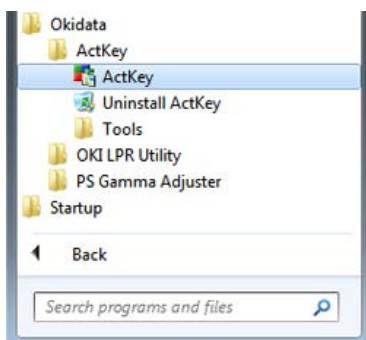 Okidata
ActKey
ActKey
Uninstall ActKey
Tools
OKI LPR Utility
PS Gamma Adjuster
Startup
Back
Search programs and files